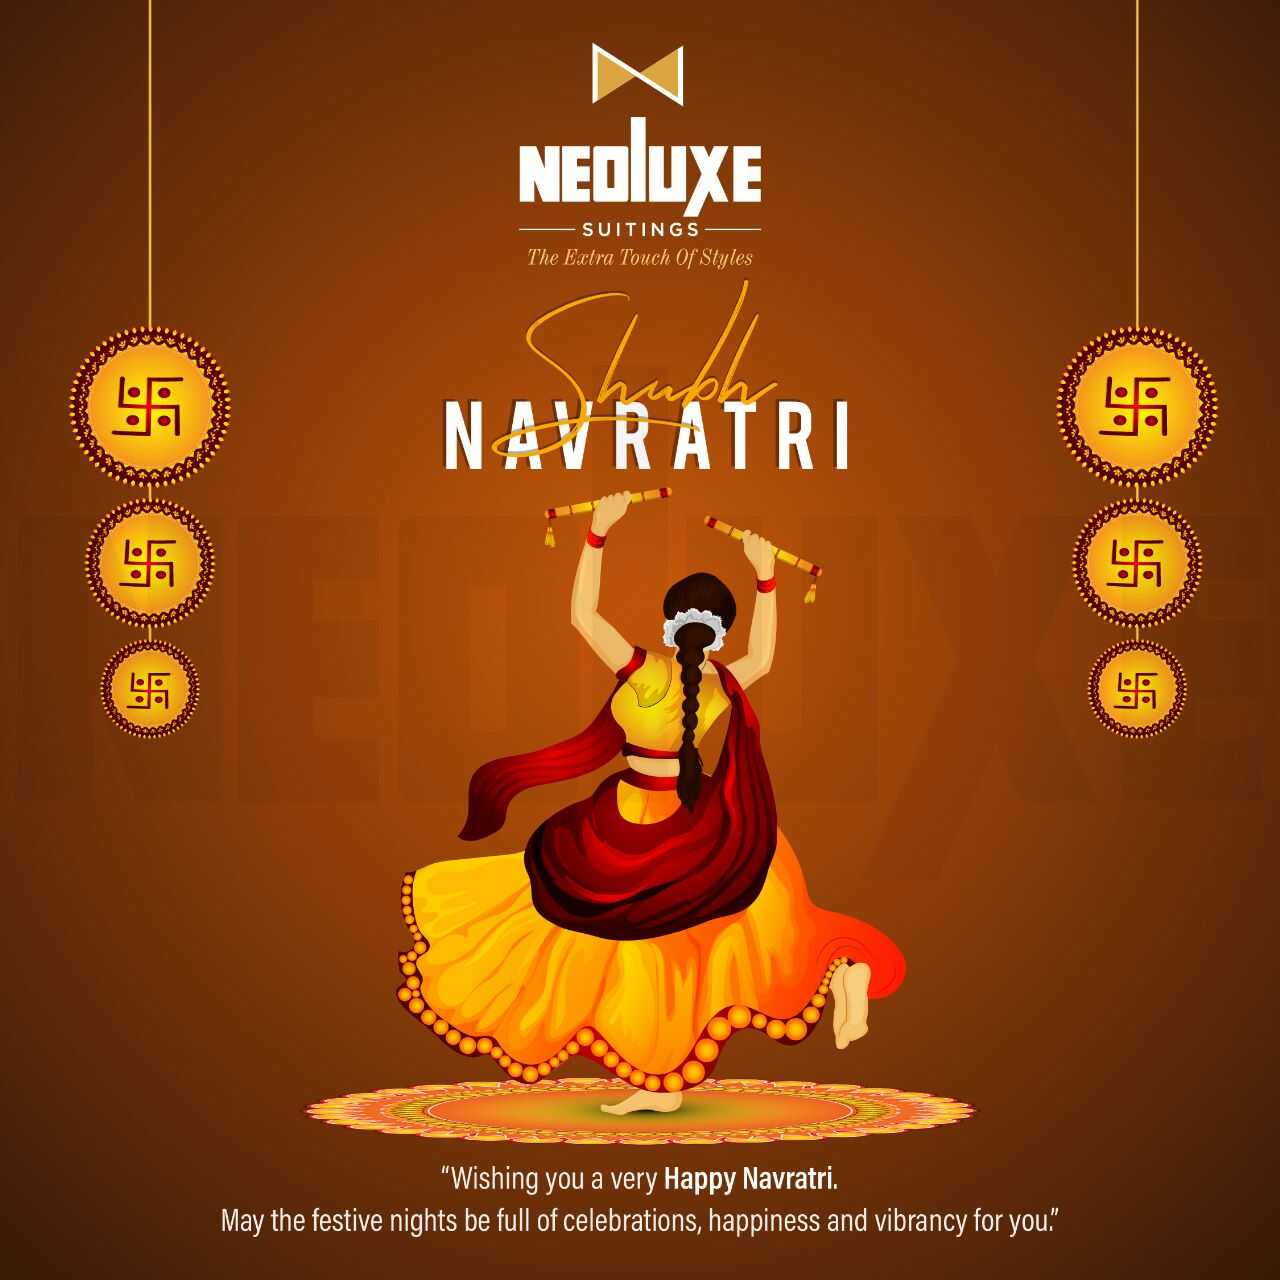 NEOLUXE
SUITINGS
The Extra Touch Of Styles
Shubh
NAVRATRI
NEOLUXE
“Wishing you a very Happy Navratri.
May the festive nights be full of celebrations, happiness and vibrancy for you.”